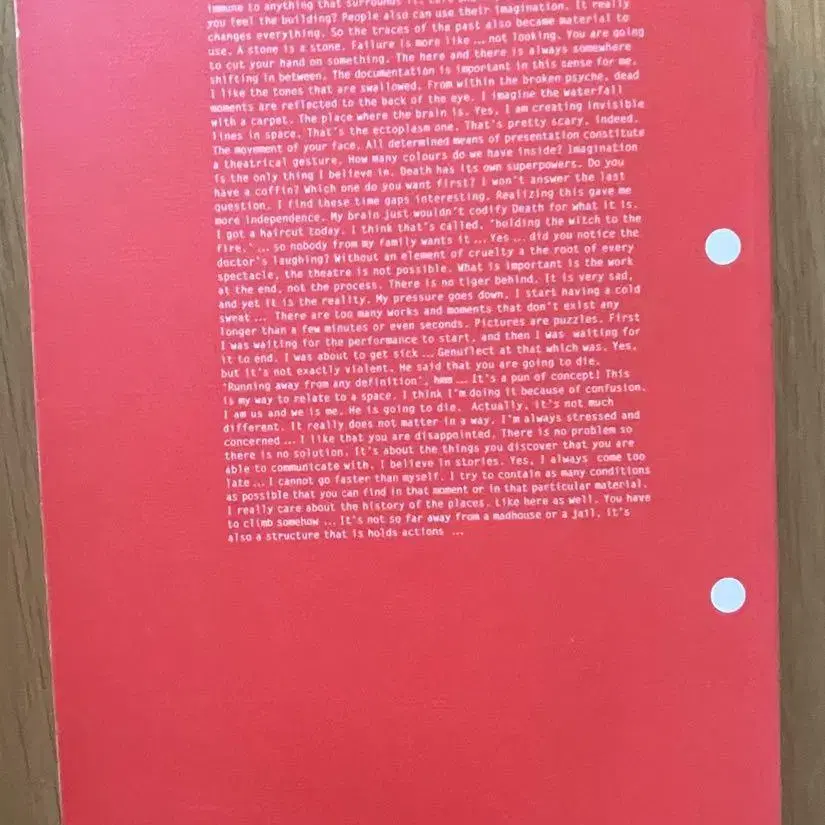 immune to anything that surrounds it.
you feel the building? People also can use their imagination. It really
changes everything. So the traces of the past also became material to
use. A stone is a stone. Failure is more like ... not looking. You are going
to cut your hand on something. The here and there is always somewhere
shifting in between. The documentation is important in this sense for me.
I like the tones that are swallowed. From within the broken psyche, dead
moments are reflected to the back of the eye. I imagine the waterfall
with a carpet. The place where the brain is. Yes, I am creating invisible
lines in space. That's the ectoplasm one. That's pretty scary, indeed.
The movement of your face. All determined means of presentation constitute
a theatrical gesture. How many colours do we have inside? Imagination
is the only thing I believe in. Death has its own superpowers. Do you
have a coffin? Which one do you want first? I won't answer the last
question. I find these time gaps interesting. Realizing this gave me
more independence. My brain just wouldn't codify Death for what it is.
I got a haircut today. I think that's called, "holding the witch to the
fire." ... so nobody from my family wants it ... Yes ... did you notice the
doctor's laughing? Without an element of cruelty a the root of every
spectacle, the theatre is not possible. What is important is the work
at the end, not the process. There is no tiger behind. It is very sad,
and yet it is the reality. My pressure goes down, I start having a cold
sweat ... There are too many works and moments that don't exist any
longer than a few minutes or even seconds. Pictures are puzzles. First
I was waiting for the performance to start, and then I was waiting for
it to end. I was about to get sick ... Genuflect at that which was. Yes,
but it's not exactly violent. He said that you are going to die.
"Running away from any definition", hmm ... It's a pun of concept! This
is my way to relate to a space. I think I'm doing it because of confusion.
I am us and we is me. He is going to die. Actually, it's not much
different. It really does not matter in a way. I'm always stressed and
concerned ... I like that you are disappointed. There is no problem so
there is no solution. It's about the things you discover that you are
able to communicate with. I believe in stories. Yes, I always come too
late ... I cannot go faster than myself. I try to contain as many conditions
as possible that you can find in that moment or in that particular material.
I really care about the history of the places. Like here as well. You have
to climb somehow ... It's not so far away from a madhouse or a jail. It's
also a structure that is holds actions ...